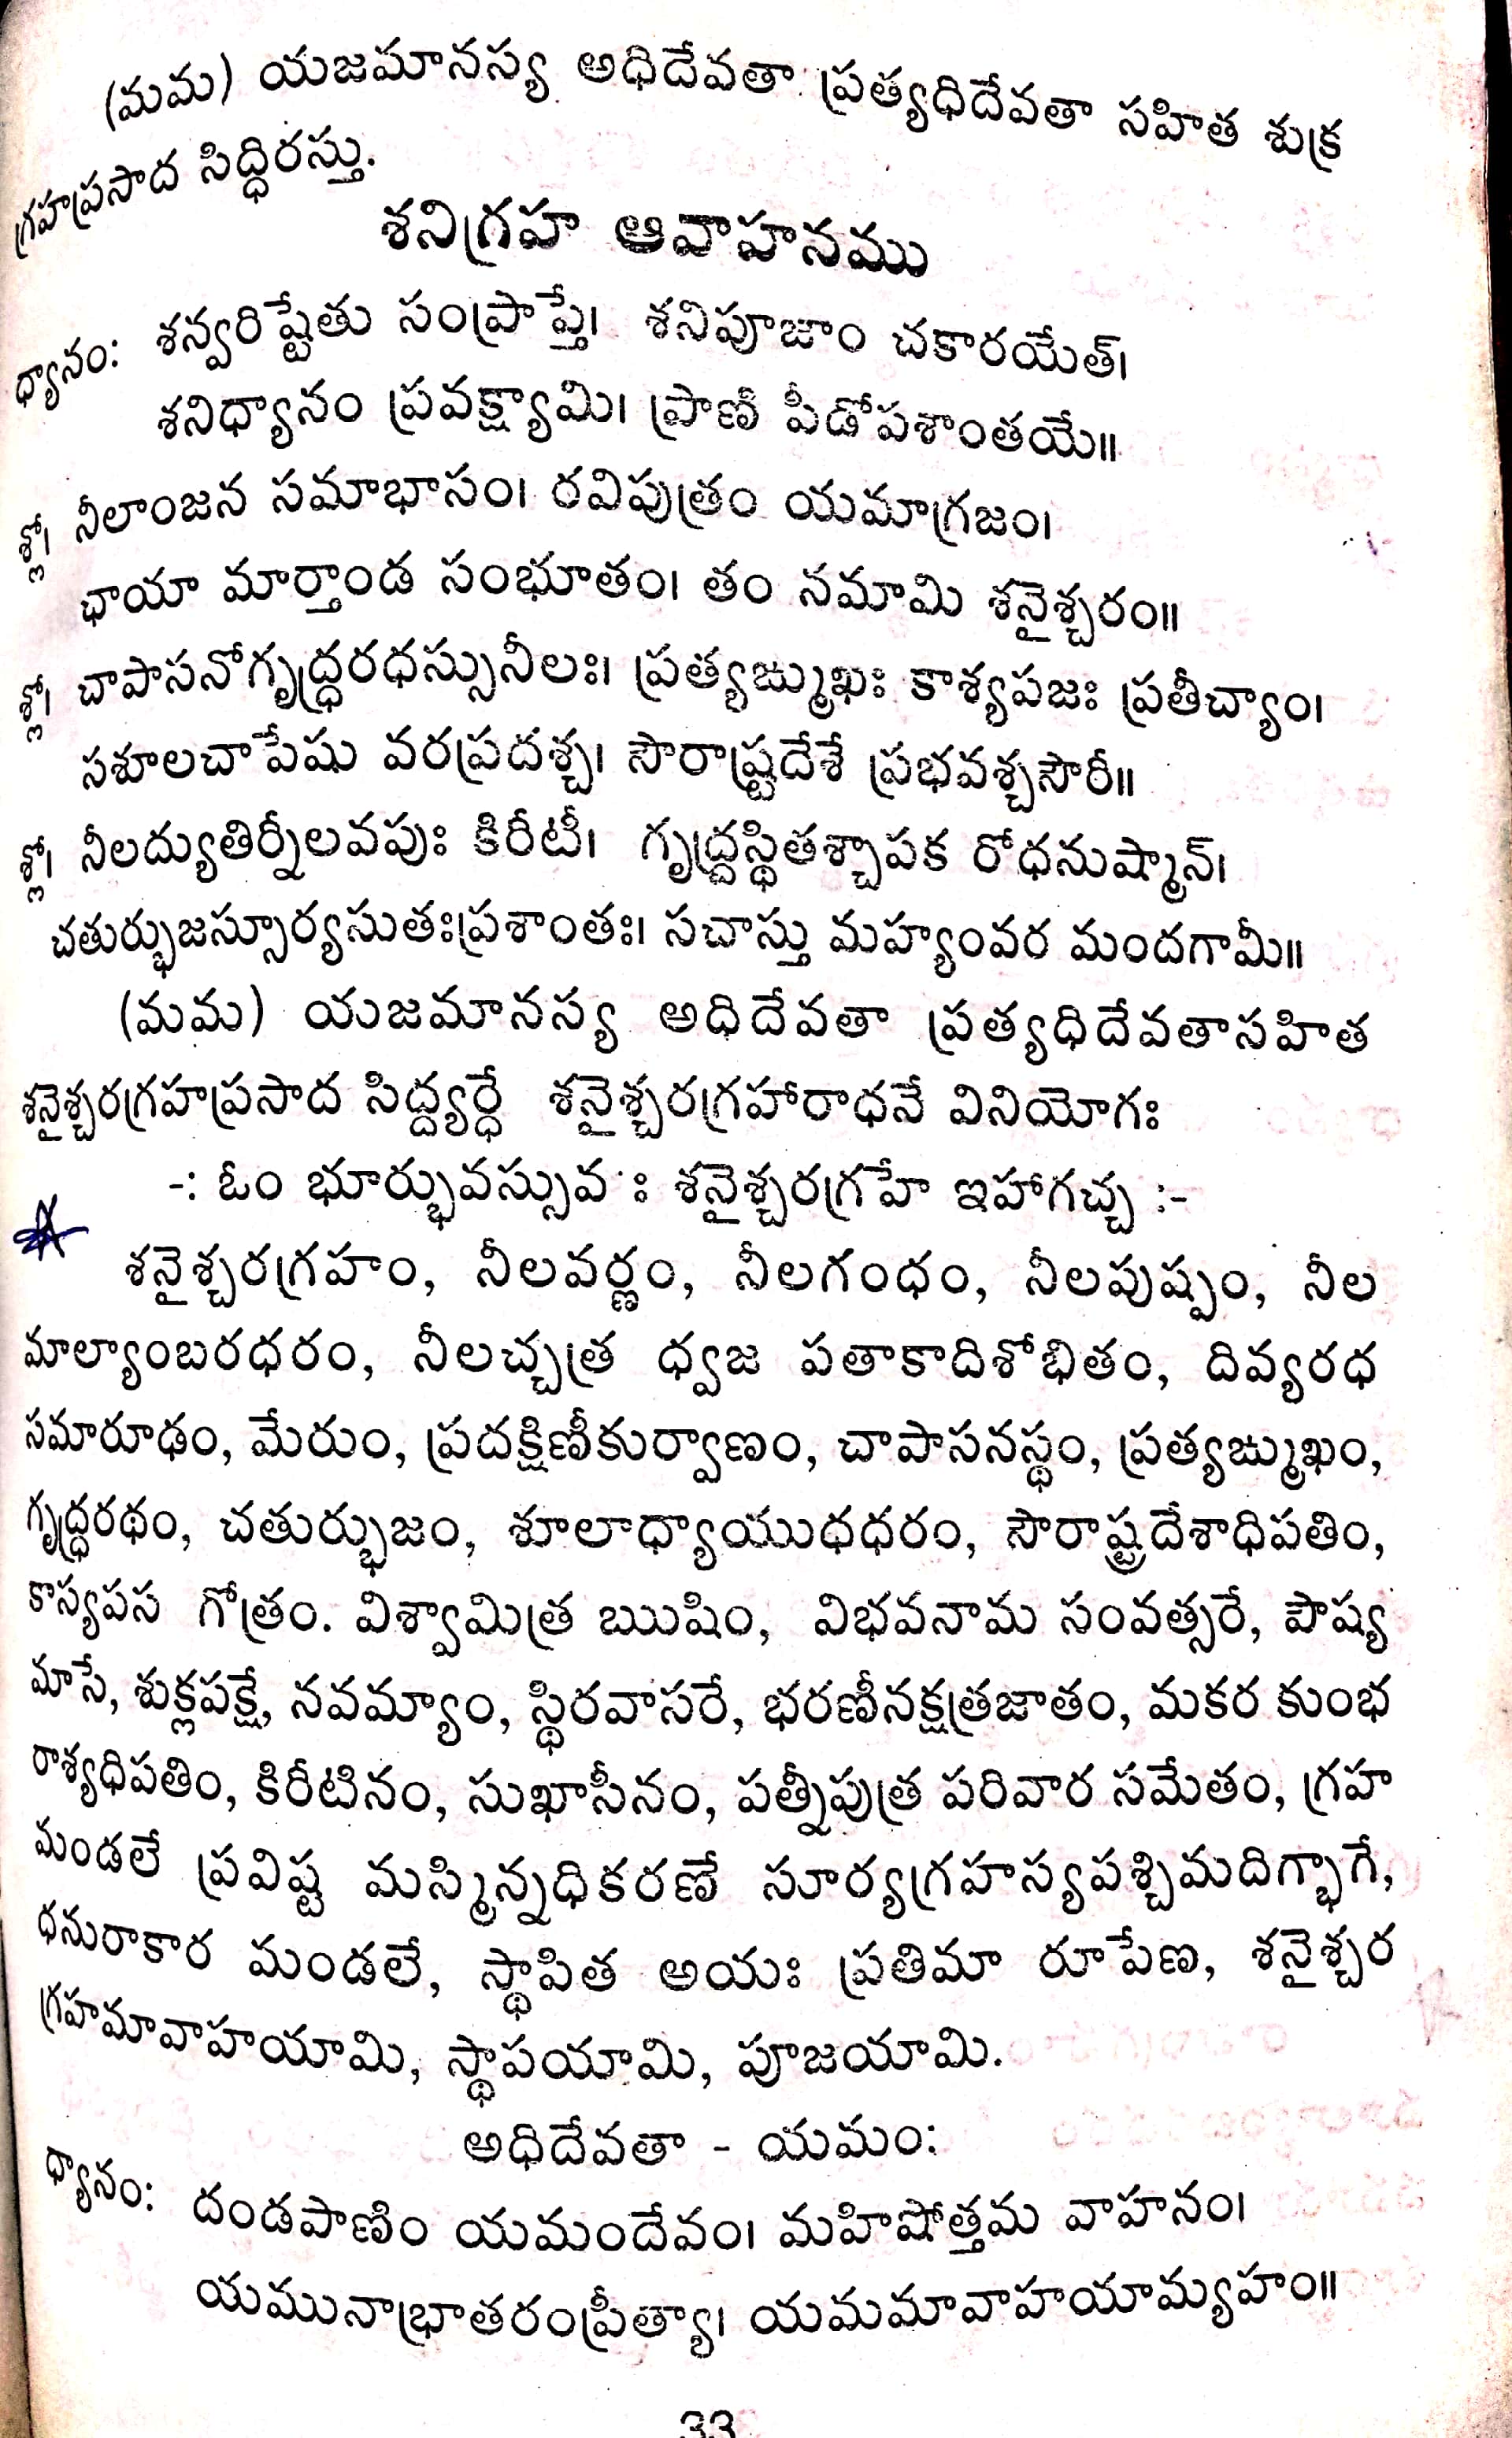 (మమ) యజమానస్య అధిదేవతా ప్రత్యధిదేవతా సహిత శుక్ర
గ్రహప్రసాద సిద్ధిరస్తు.
శనిగ్రహ ఆవాహనము
ధ్యానం: శన్వరిష్టేతు సంప్రాప్తే। శనిపూజాం చకారయేత్।
శనిధ్యానం ప్రవక్ష్యామి। ప్రాణి పీడోపశాంతయే॥
శ్లో। నీలాంజన సమాభాసం। రవిపుత్రం యమాగ్రజం।
ఛాయా మార్తాండ సంభూతం। తం నమామి శనైశ్చరం॥
శ్లో। చాపాసనోగృద్ధ్రరధస్సునీలః। ప్రత్యఙ్ముఖః కాశ్యపజః ప్రతీచ్యాం।
సశూలచాపేషు వరప్రదశ్చ। సౌరాష్ట్రదేశే ప్రభవశ్చసౌరీ॥
శ్లో। నీలద్యుతిర్నీలవపుః కిరీటీ। గృద్ధ్రస్థితశ్చాపక రోధనుష్మాన్।
చతుర్భుజస్సూర్యసుతఃప్రశాంతః। సచాస్తు మహ్యంవర మందగామీ॥
(మమ) యజమానస్య అధిదేవతా ప్రత్యధిదేవతాసహిత
శనైశ్చరగ్రహప్రసాద సిద్ధ్యర్ధే శనైశ్చరగ్రహారాధనే వినియోగః
-: ఓం భూర్భువస్సువః శనైశ్చరగ్రహే ఇహాగచ్చ :-
శనైశ్చరగ్రహం, నీలవర్ణం, నీలగంధం, నీలపుష్పం, నీల
మాల్యాంబరధరం, నీలచ్చత్ర ధ్వజ పతాకాదిశోభితం, దివ్యరధ
సమారూఢం, మేరుం, ప్రదక్షిణీకుర్వాణం, చాపాసనస్థం, ప్రత్యఙ్ముఖం,
గృద్ధ్రరథం, చతుర్భుజం, శూలాధ్యాయుధధరం, సౌరాష్ట్రదేశాధిపతిం,
కాస్యపస గోత్రం. విశ్వామిత్ర ఋషిం, విభవనామ సంవత్సరే, పౌష్య
మాసే, శుక్లపక్షే, నవమ్యాం, స్థిరవాసరే, భరణీనక్షత్రజాతం, మకర కుంభ
రాశ్యధిపతిం, కిరీటినం, సుఖాసీనం, పత్నీపుత్ర పరివార సమేతం, గ్రహ
మండలే ప్రవిష్ట మస్మిన్నధికరణే సూర్యగ్రహస్యపశ్చిమదిగ్భాగే,
ధనురాకార మండలే, స్థాపిత అయః ప్రతిమా రూపేణ, శనైశ్చర
గ్రహమావాహయామి, స్థాపయామి, పూజయామి.
అధిదేవతా - యమం:
ధ్యానం: దండపాణిం యమందేవం। మహిషోత్తమ వాహనం।
యమునాభ్రాతరంప్రీత్యా। యమమావాహయామ్యహం॥
33